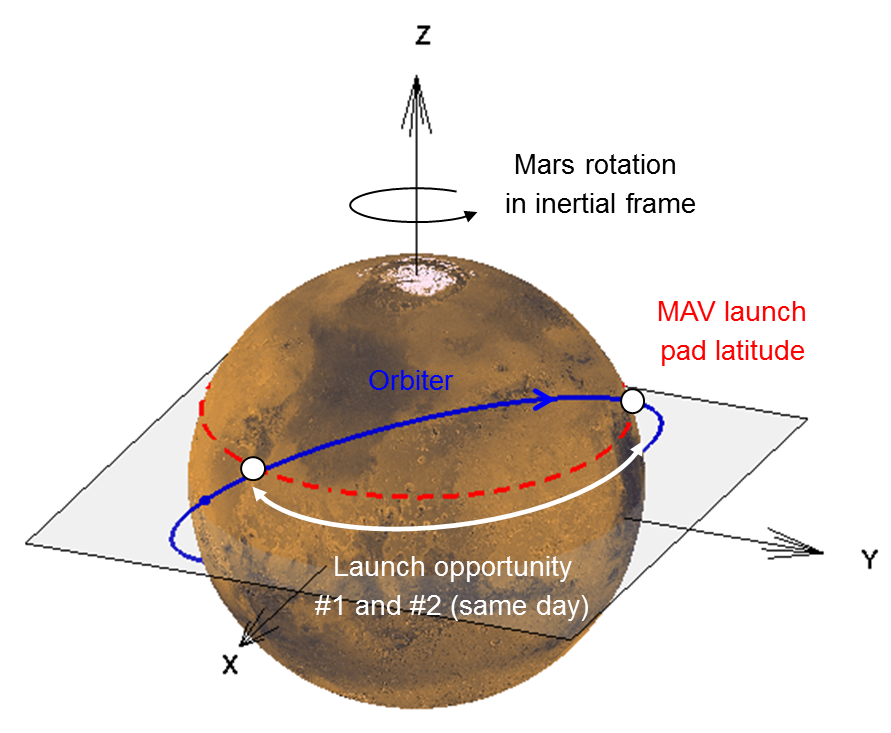 Z
Mars rotation
in inertial frame
MAV launch
pad latitude
Orbiter
Y
Launch opportunity
#1 and #2 (same day)
X